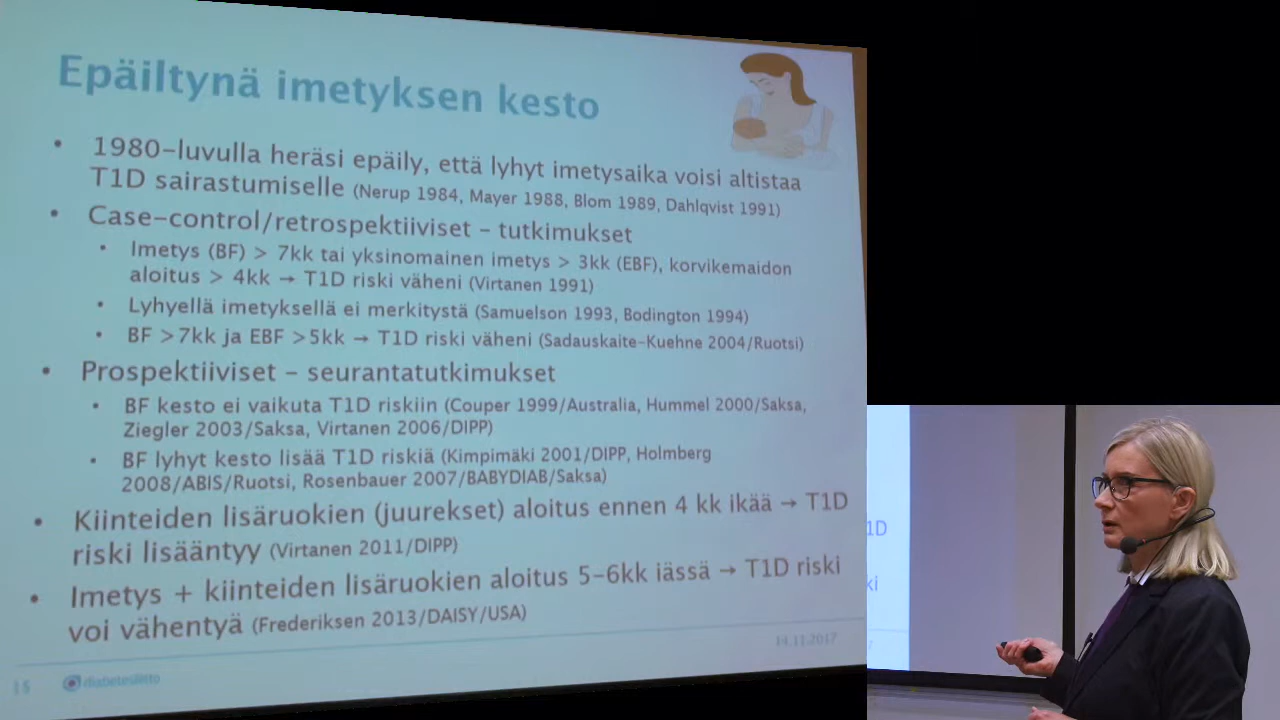 Epäiltynä imetyksen kesto
• 1980-luvulla heräsi epäily, että lyhyt imetysaika voisi altistaa
T1D sairastumiselle (Nerup 1984, Mayer 1988, Blom 1989, Dahlqvist 1991)
• Case-control/retrospektiiviset - tutkimukset
• Imetys (BF) > 7kk tai yksinomainen imetys > 3kk (EBF), korvikemaidon
aloitus > 4kk → T1D riski väheni (Virtanen 1991)
• Lyhyellä imetyksellä ei merkitystä (Samuelson 1993, Bodington 1994)
• BF >7kk ja EBF >5kk → T1D riski väheni (Sadauskaite-Kuehne 2004/Ruotsi)
• Prospektiiviset - seurantatutkimukset
• BF kesto ei vaikuta T1D riskiin (Couper 1999/Australia, Hummel 2000/Saksa,
Ziegler 2003/Saksa, Virtanen 2006/DIPP)
• BF lyhyt kesto lisää T1D riskiä (Kimpimäki 2001/DIPP, Holmberg
2008/ABIS/Ruotsi, Rosenbauer 2007/BABYDIAB/Saksa)
• Kiinteiden lisäruokien (juurekset) aloitus ennen 4 kk ikää → T1D
riski lisääntyy (Virtanen 2011/DIPP)
• Imetys + kiinteiden lisäruokien aloitus 5-6kk iässä → T1D riski
voi vähentyä (Frederiksen 2013/DAISY/USA)
14.11.2017
15
diabetesliitto
1D
ki
7